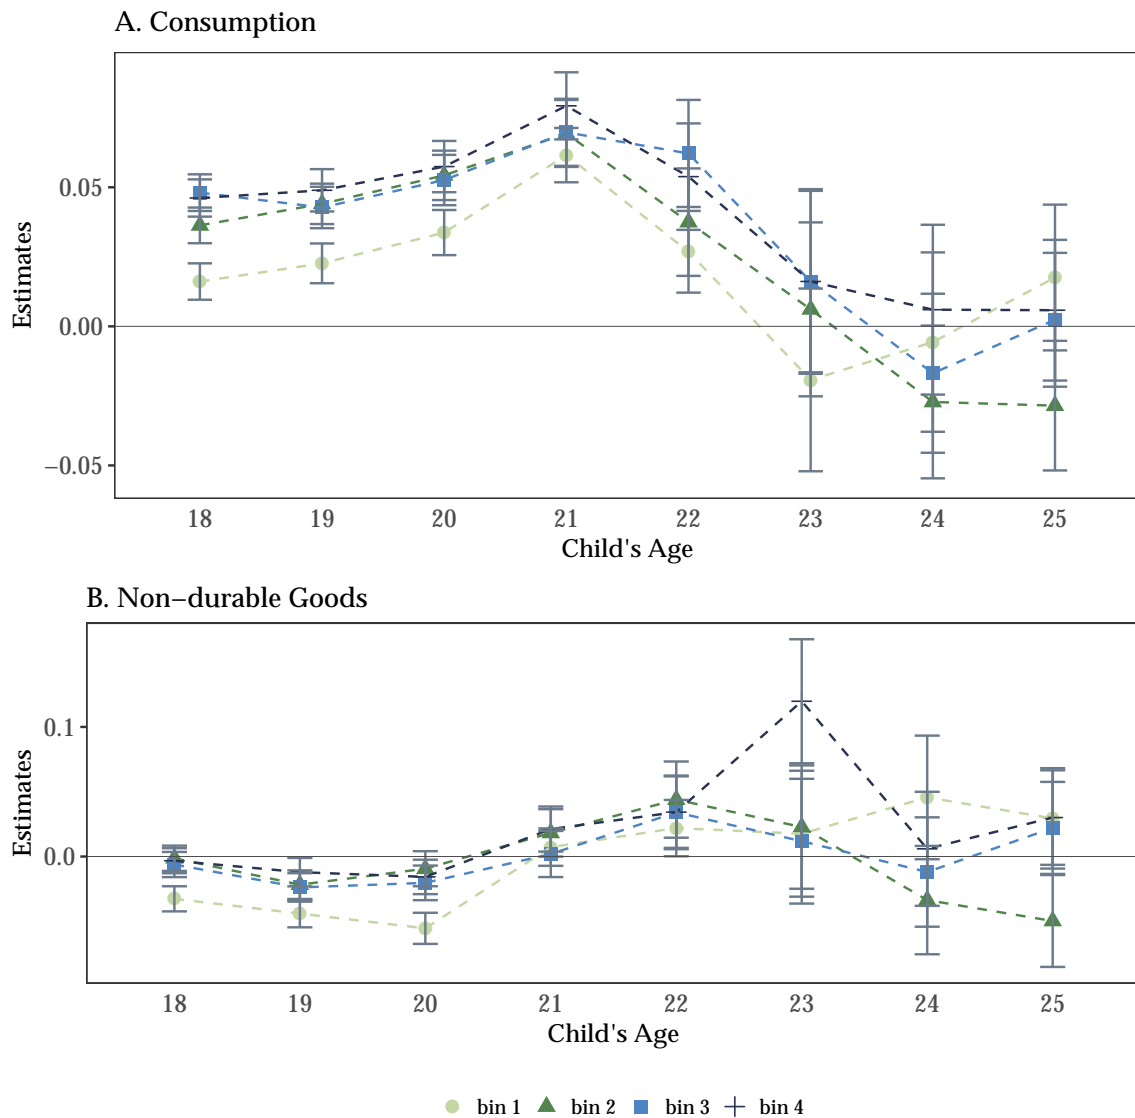 A. Consumption
Estimates
0.05
0.00
−0.05
18 19 20 21 22 23 24 25
Child's Age
B. Non−durable Goods
Estimates
0.1
0.0
18 19 20 21 22 23 24 25
Child's Age
bin 1 bin 2 bin 3 bin 4